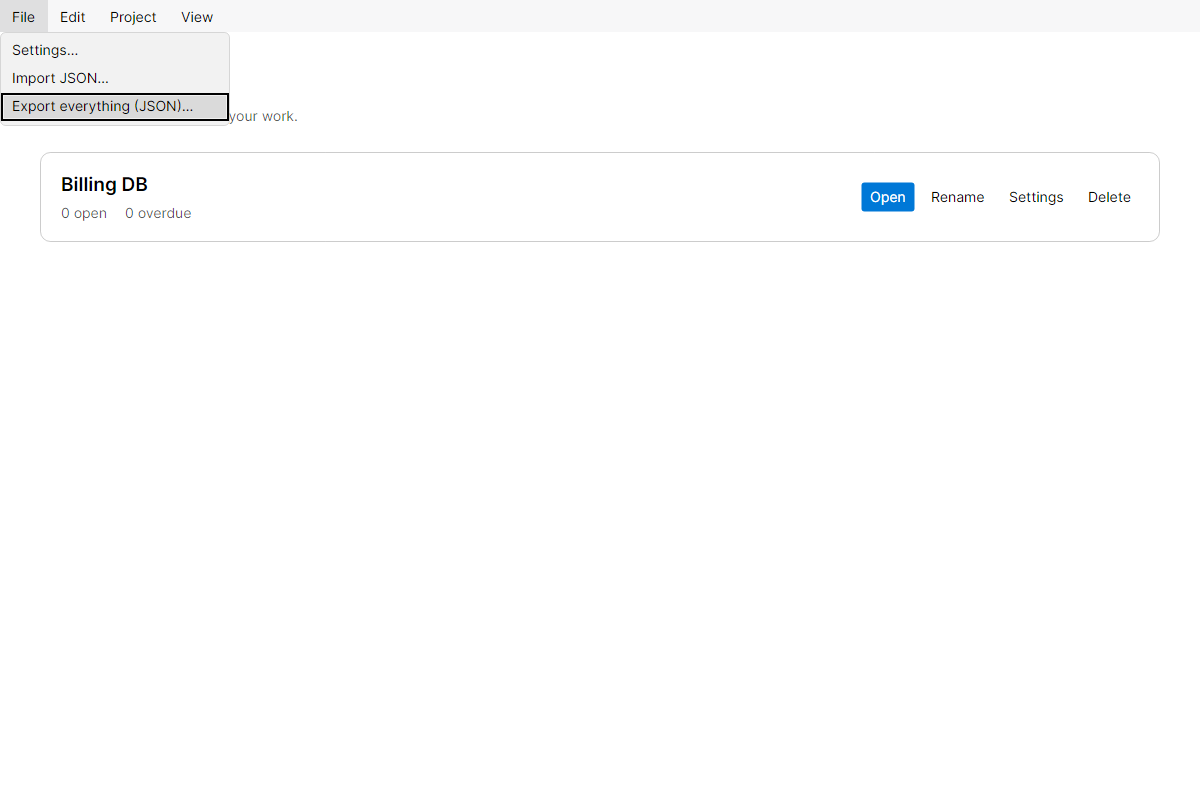 File Edit Project View
Settings...
Import JSON...
Export everything (JSON)...
your work.
Billing DB
0 open 0 overdue
Open Rename Settings Delete